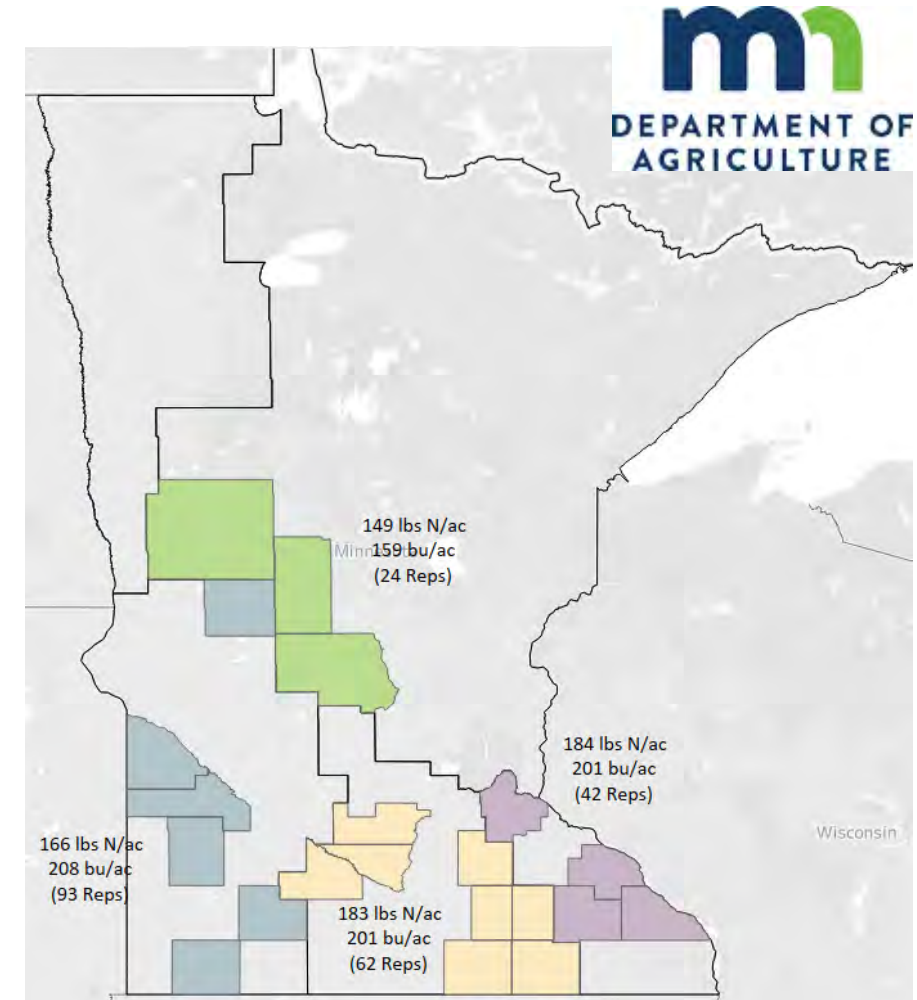 mn
DEPARTMENT OF
AGRICULTURE
149 lbs N/ac
159 bu/ac
(24 Reps)
184 lbs N/ac
201 bu/ac
(42 Reps)
Wisconsin
166 lbs N/ac
208 bu/ac
(93 Reps)
183 lbs N/ac
201 bu/ac
(62 Reps)